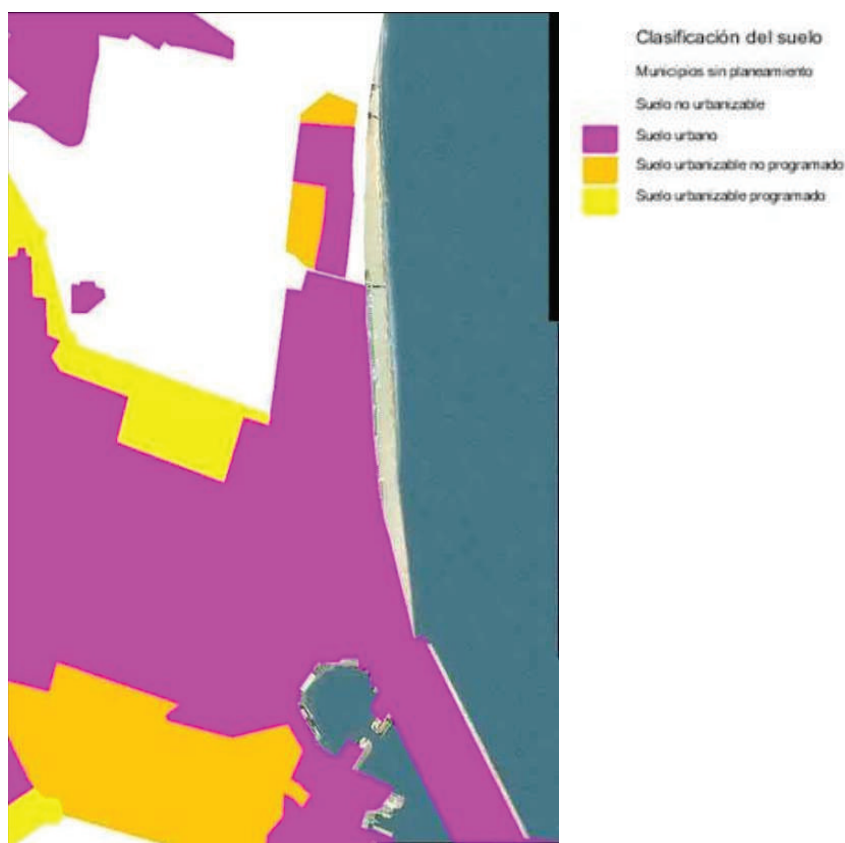 Clasificación del suelo
Municipios sin planeamiento
Suelo no urbanizable
Suelo urbano
Suelo urbanizable no programado
Suelo urbanizable programado